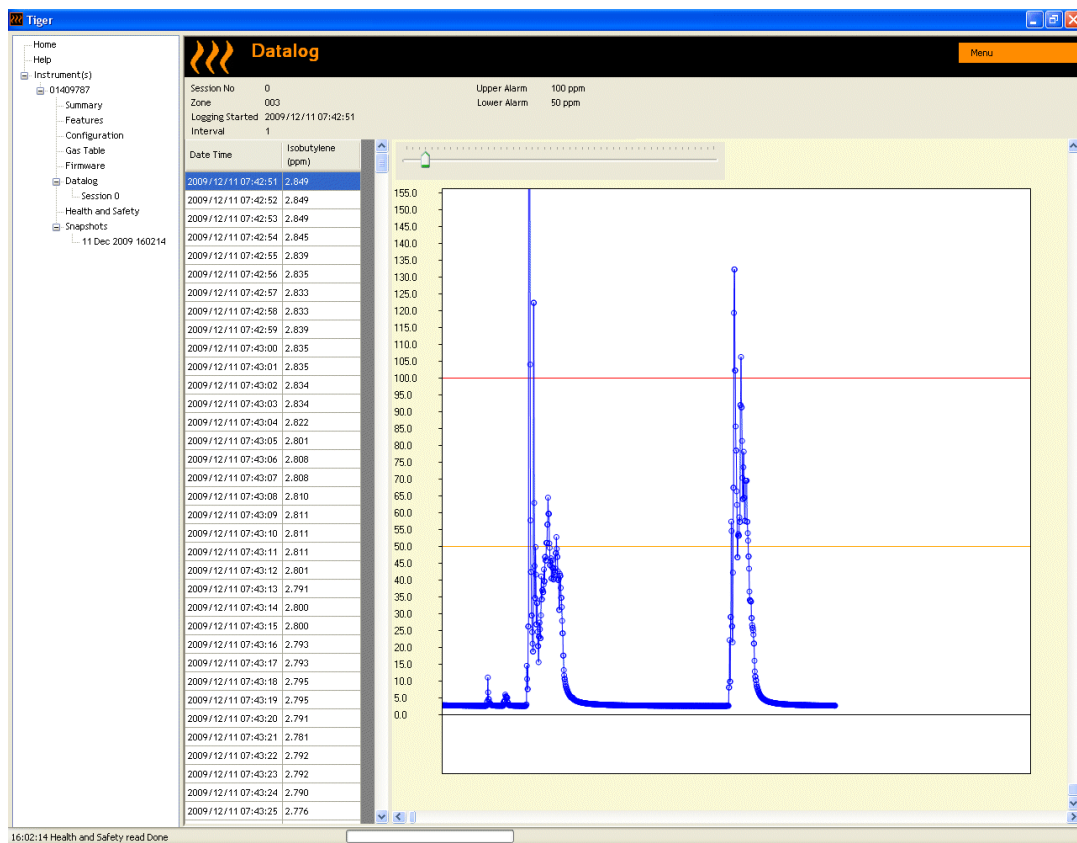 Tiger
Home
Help
Instrument(s)
01409787
Summary
Features
Configuration
Gas Table
Firmware
Datalog
Session 0
Health and Safety
Snapshots
11 Dec 2009 160214
Datalog
Menu
Session No 0 Upper Alarm 100 ppm
Zone 003 Lower Alarm 50 ppm
Logging Started 2009/12/11 07:42:51
Interval 1
Date Time Isobutylene (ppm)
2009/12/11 07:42:51 2.849
2009/12/11 07:42:52 2.849
2009/12/11 07:42:53 2.849
2009/12/11 07:42:54 2.845
2009/12/11 07:42:55 2.839
2009/12/11 07:42:56 2.835
2009/12/11 07:42:57 2.833
2009/12/11 07:42:58 2.833
2009/12/11 07:42:59 2.839
2009/12/11 07:43:00 2.835
2009/12/11 07:43:01 2.835
2009/12/11 07:43:02 2.834
2009/12/11 07:43:03 2.834
2009/12/11 07:43:04 2.822
2009/12/11 07:43:05 2.801
2009/12/11 07:43:06 2.808
2009/12/11 07:43:07 2.808
2009/12/11 07:43:08 2.810
2009/12/11 07:43:09 2.811
2009/12/11 07:43:10 2.811
2009/12/11 07:43:11 2.811
2009/12/11 07:43:12 2.801
2009/12/11 07:43:13 2.791
2009/12/11 07:43:14 2.800
2009/12/11 07:43:15 2.800
2009/12/11 07:43:16 2.793
2009/12/11 07:43:17 2.793
2009/12/11 07:43:18 2.795
2009/12/11 07:43:19 2.795
2009/12/11 07:43:20 2.791
2009/12/11 07:43:21 2.781
2009/12/11 07:43:22 2.792
2009/12/11 07:43:23 2.792
2009/12/11 07:43:24 2.790
2009/12/11 07:43:25 2.776
155.0
150.0
145.0
140.0
135.0
130.0
125.0
120.0
115.0
110.0
105.0
100.0
95.0
90.0
85.0
80.0
75.0
70.0
65.0
60.0
55.0
50.0
45.0
40.0
35.0
30.0
25.0
20.0
15.0
10.0
5.0
0.0
16:02:14 Health and Safety read Done